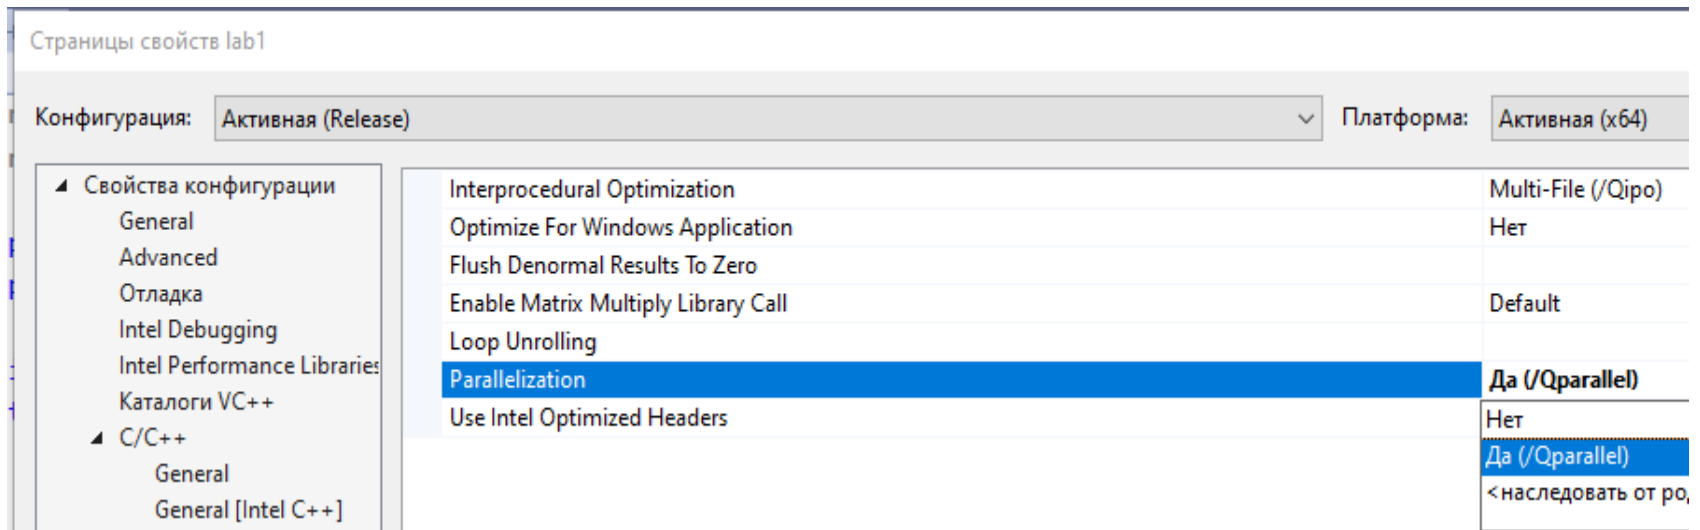 Страницы свойств lab1
Конфигурация: Активная (Release) Платформа: Активная (x64)
Свойства конфигурации
General
Advanced
Отладка
Intel Debugging
Intel Performance Libraries
Каталоги VC++
C/C++
General
General [Intel C++]
Interprocedural Optimization Multi-File (/Qipo)
Optimize For Windows Application Нет
Flush Denormal Results To Zero
Enable Matrix Multiply Library Call Default
Loop Unrolling
Parallelization Да (/Qparallel)
Use Intel Optimized Headers
Нет
Да (/Qparallel)
<наследовать от